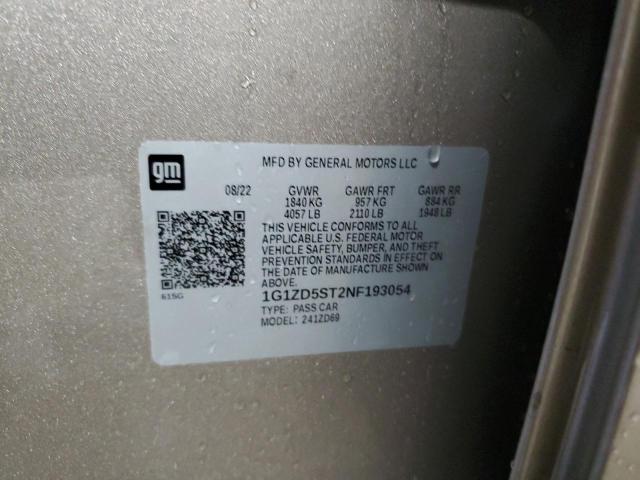 gm
MFD BY GENERAL MOTORS LLC
08/22 GVWR GAWR FRT GAWR RR
1840 KG 957 KG 884 KG
4057 LB 2110 LB 1948 LB
THIS VEHICLE CONFORMS TO ALL
APPLICABLE U.S. FEDERAL MOTOR
VEHICLE SAFETY, BUMPER, AND THEFT
PREVENTION STANDARDS IN EFFECT ON
THE DATE OF MANUFACTURE SHOWN
ABOVE.
61SG
1G1ZD5ST2NF193054
TYPE: PASS CAR
MODEL: 241ZD69